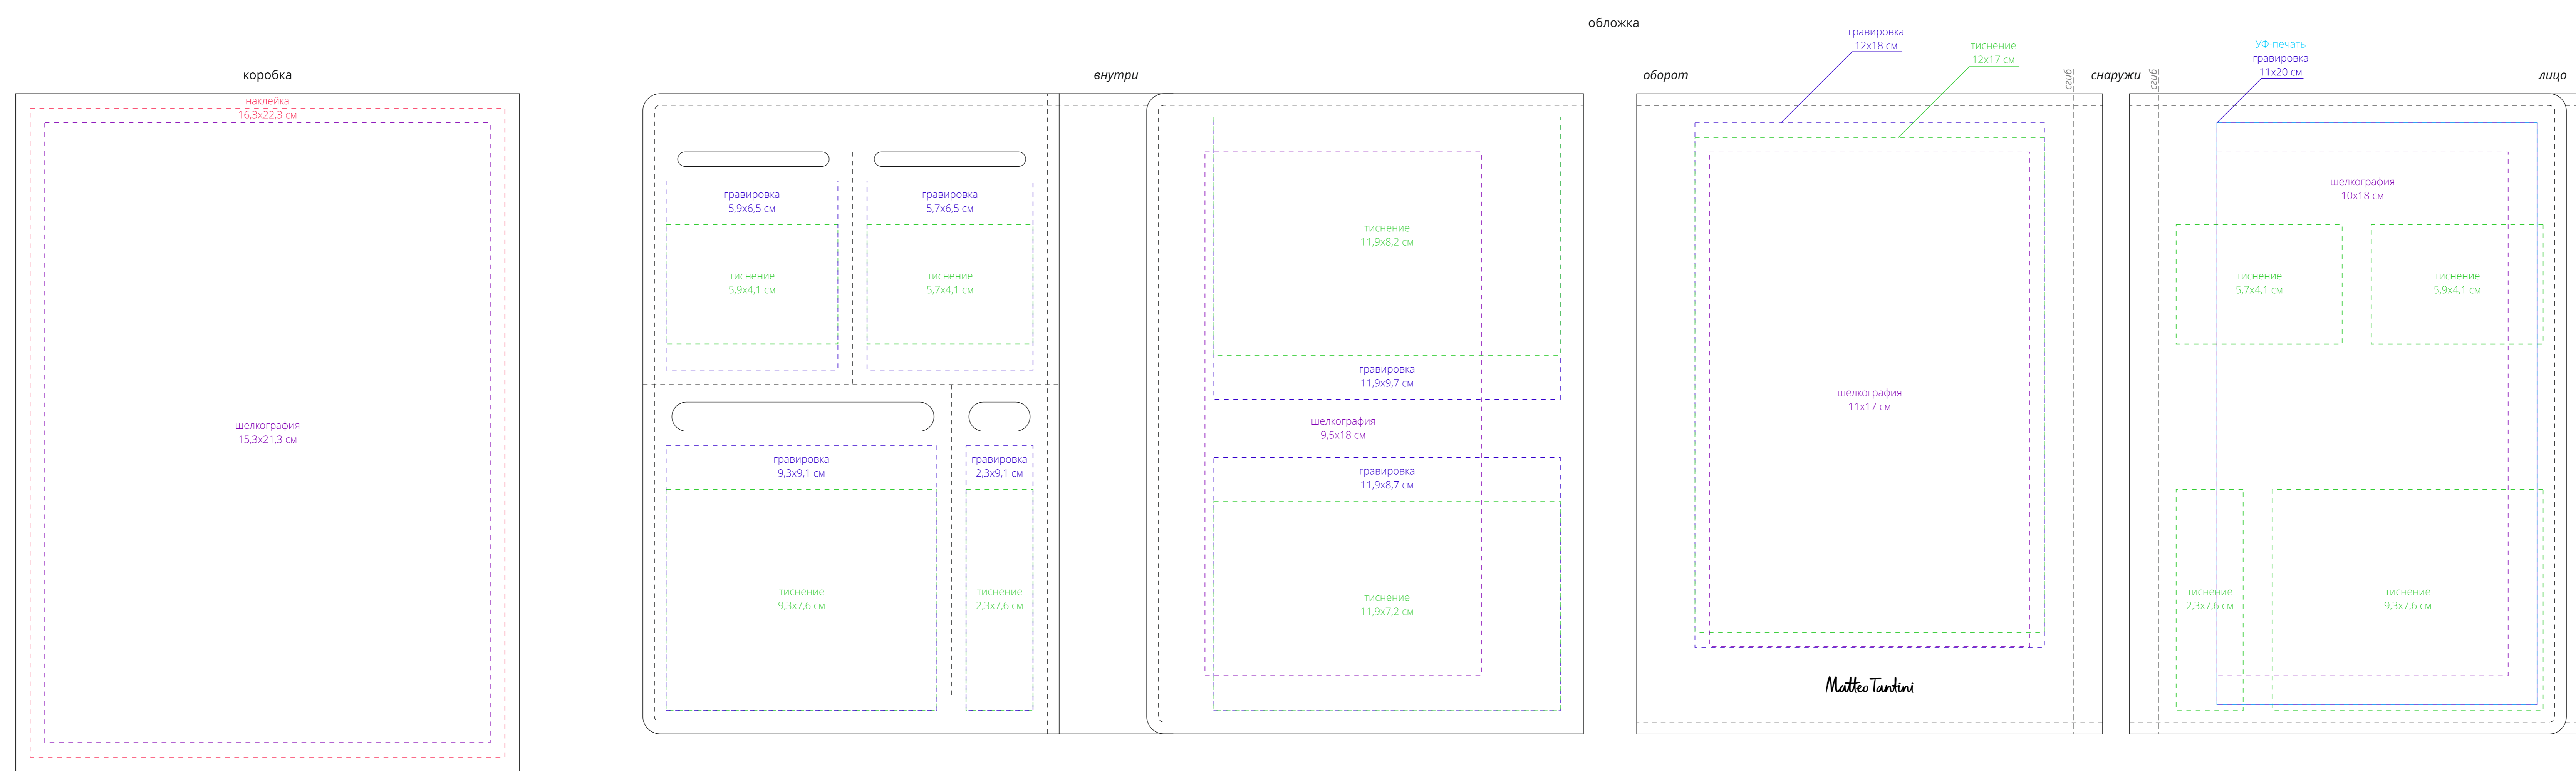 обложка
коробка
наклейка
16,3x22,3 см
шелкография
15,3x21,3 см
внутри
гравировка
5,9x6,5 см
тиснение
5,9x4,1 см
гравировка
5,7x6,5 см
тиснение
5,7x4,1 см
гравировка
9,3x9,1 см
тиснение
9,3x7,6 см
гравировка
2,3x9,1 см
тиснение
2,3x7,6 см
тиснение
11,9x8,2 см
гравировка
11,9x9,7 см
шелкография
9,5x18 см
гравировка
11,9x8,7 см
тиснение
11,9x7,2 см
оборот
гравировка
12x18 см
тиснение
12x17 см
сгиб
шелкография
11x17 см
Matteo Tantini
снаружи
сгиб
УФ-печать
гравировка
11x20 см
лицо
шелкография
10x18 см
тиснение
5,7x4,1 см
тиснение
5,9x4,1 см
тиснение
2,3x7,6 см
тиснение
9,3x7,6 см